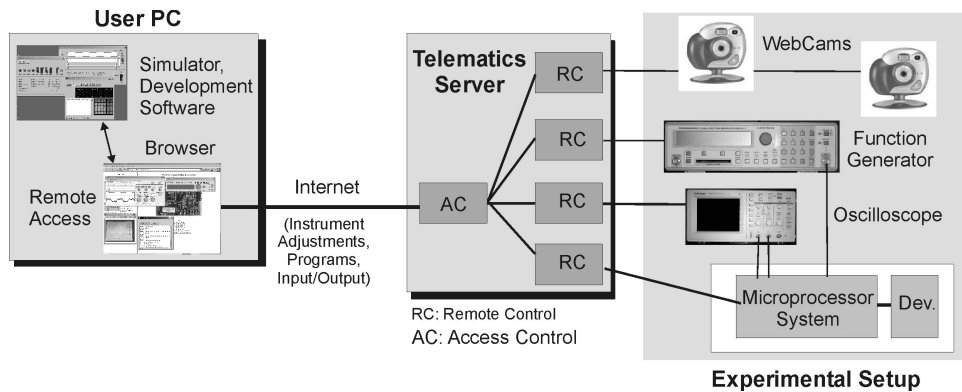 User PC
Simulator,
Development
Software
Browser
Remote
Access
Internet
(Instrument
Adjustments,
Programs,
Input/Output)
Telematics
Server
RC
RC
AC
RC
RC
RC: Remote Control
AC: Access Control
WebCams
Function
Generator
Oscilloscope
Microprocessor
System
Dev.
Experimental Setup